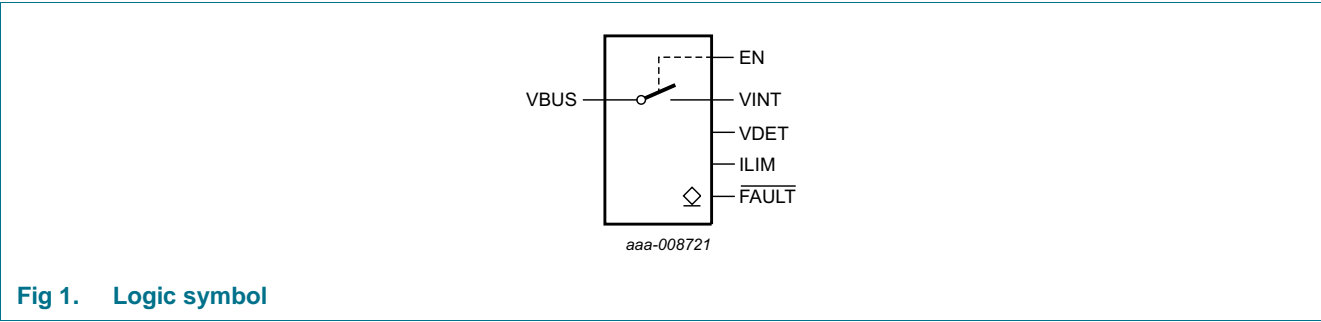 EN
VBUS
VINT
VDET
ILIM
FAULT
aaa-008721
Fig 1. Logic symbol